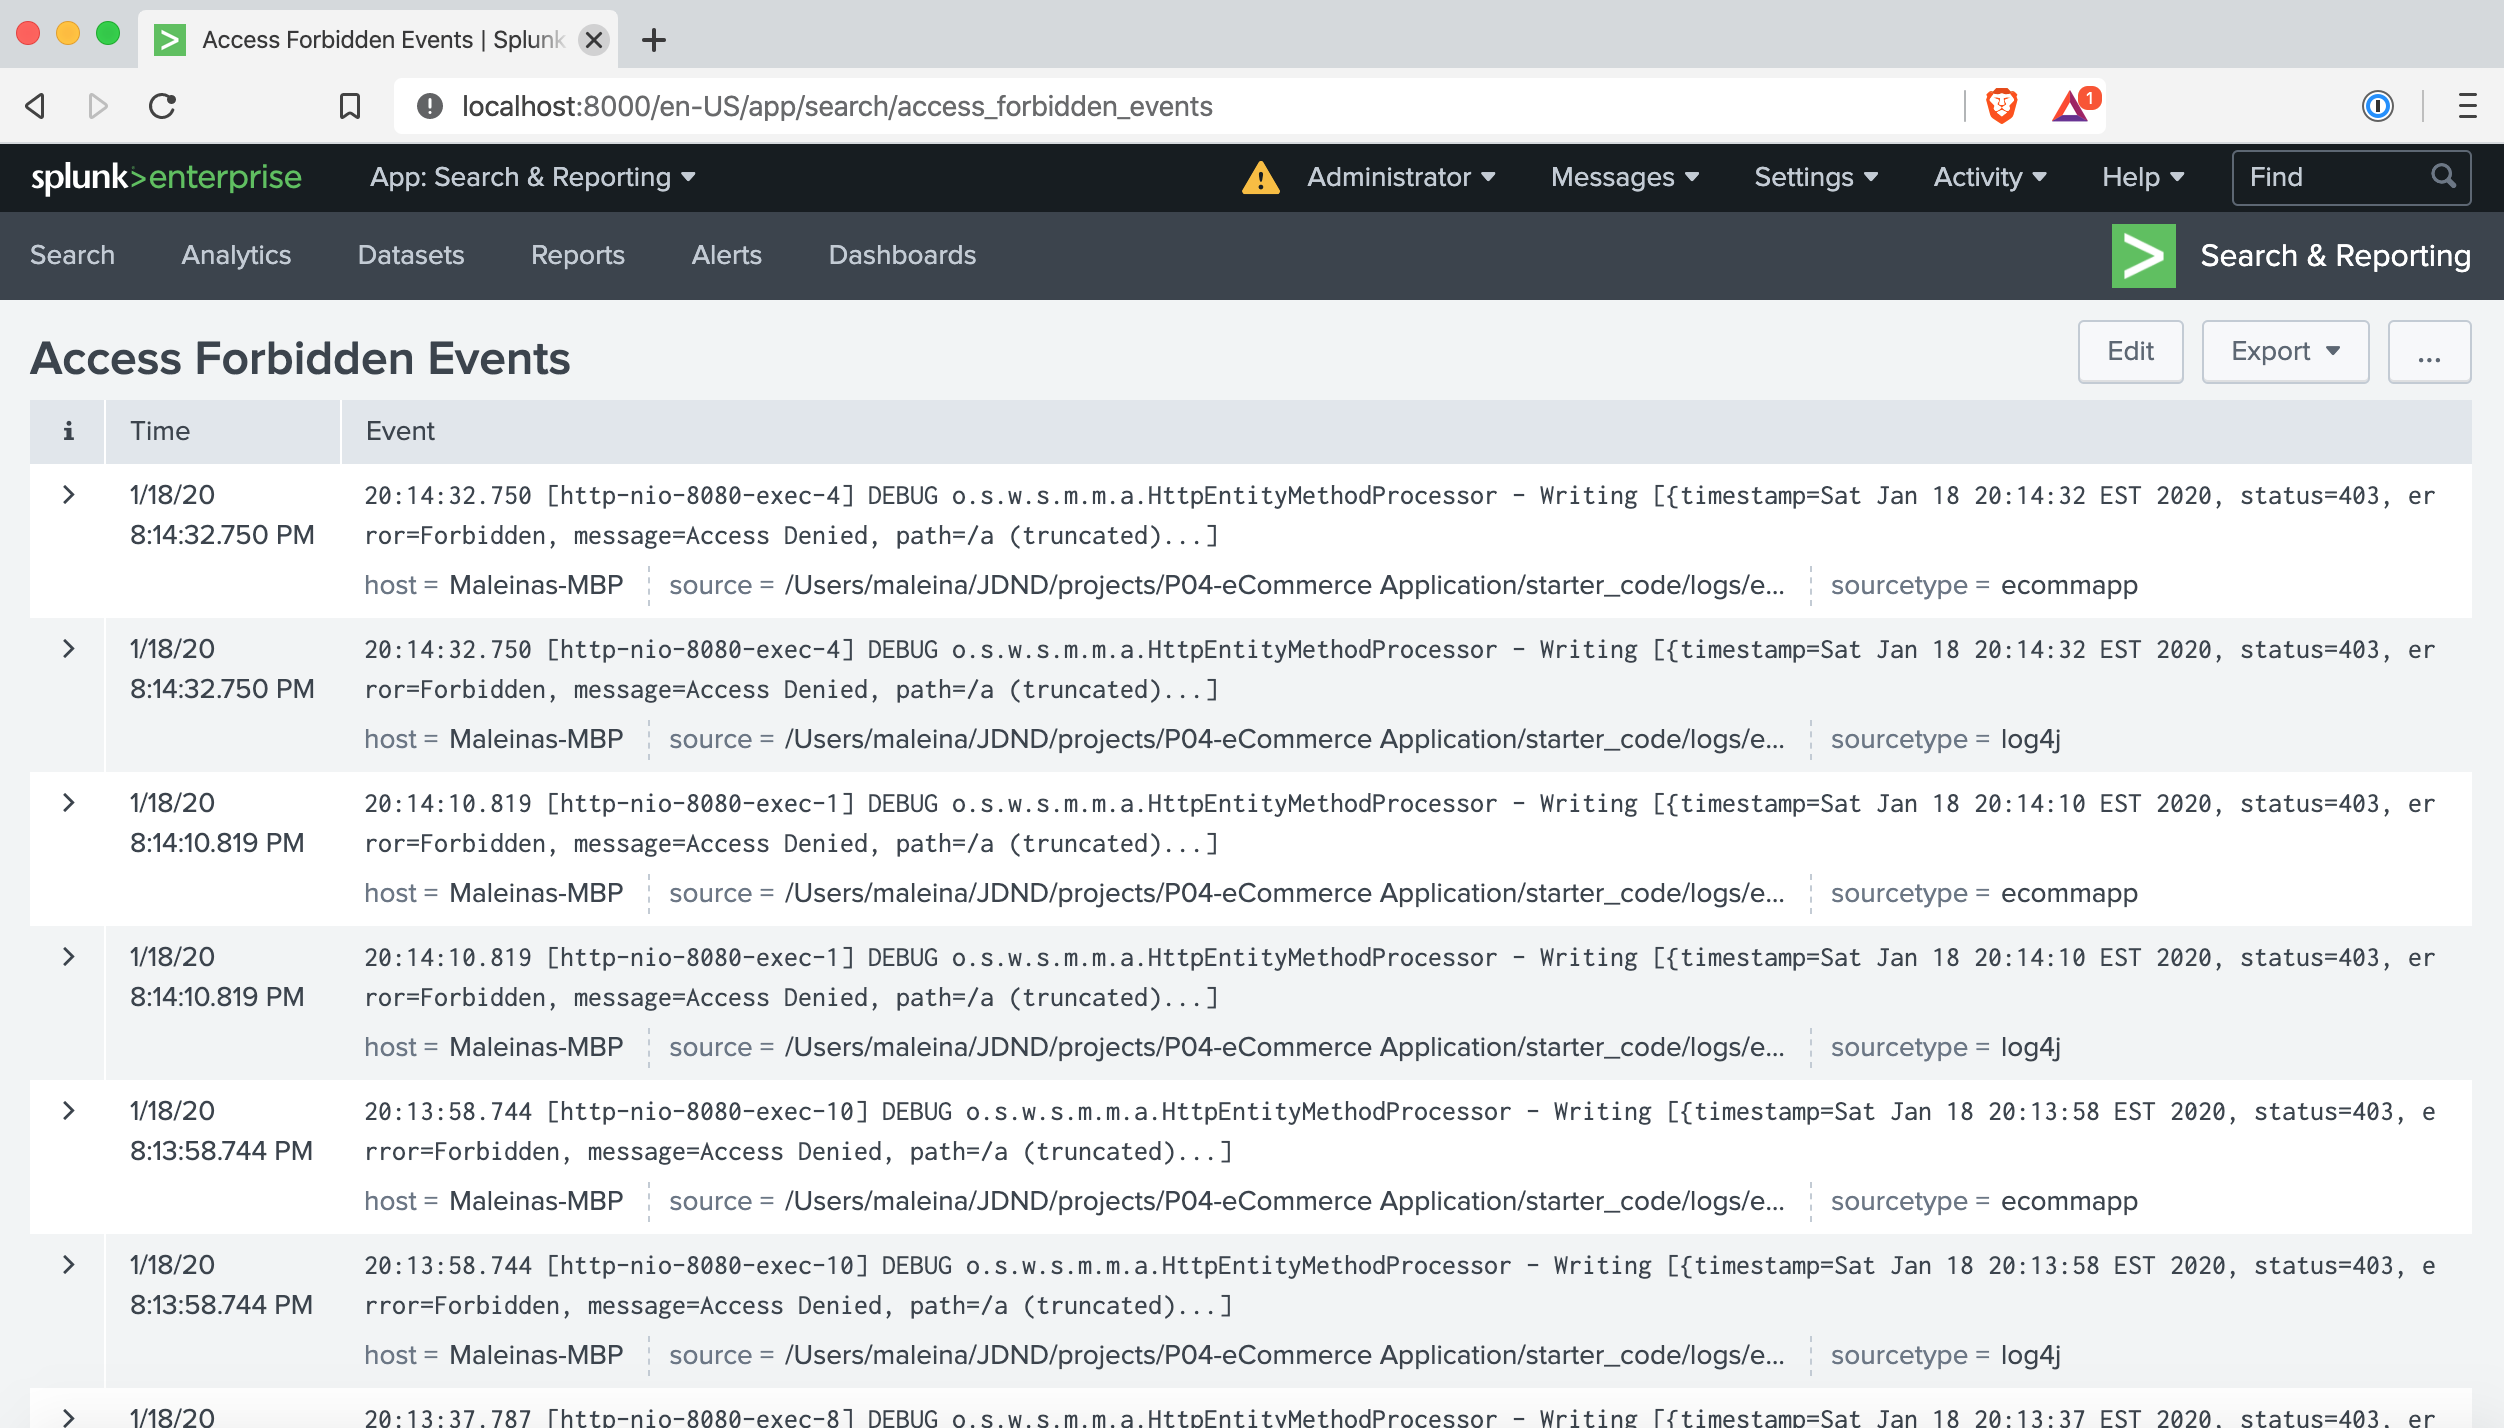 Access Forbidden Events | Splunk
localhost:8000/en-US/app/search/access_forbidden_events
1
splunk>enterprise
App: Search & Reporting
Administrator
Messages
Settings
Activity
Help
Find
Search
Analytics
Datasets
Reports
Alerts
Dashboards
Search & Reporting
Access Forbidden Events
Edit
Export
...
i
Time
Event
1/18/20
8:14:32.750 PM
20:14:32.750 [http-nio-8080-exec-4] DEBUG o.s.w.s.m.m.a.HttpEntityMethodProcessor - Writing [{timestamp=Sat Jan 18 20:14:32 EST 2020, status=403, er
ror=Forbidden, message=Access Denied, path=/a (truncated)...]
host = Maleinas-MBP
source = /Users/maleina/JDND/projects/P04-eCommerce Application/starter_code/logs/e...
sourcetype = ecommapp
1/18/20
8:14:32.750 PM
20:14:32.750 [http-nio-8080-exec-4] DEBUG o.s.w.s.m.m.a.HttpEntityMethodProcessor - Writing [{timestamp=Sat Jan 18 20:14:32 EST 2020, status=403, er
ror=Forbidden, message=Access Denied, path=/a (truncated)...]
host = Maleinas-MBP
source = /Users/maleina/JDND/projects/P04-eCommerce Application/starter_code/logs/e...
sourcetype = log4j
1/18/20
8:14:10.819 PM
20:14:10.819 [http-nio-8080-exec-1] DEBUG o.s.w.s.m.m.a.HttpEntityMethodProcessor - Writing [{timestamp=Sat Jan 18 20:14:10 EST 2020, status=403, er
ror=Forbidden, message=Access Denied, path=/a (truncated)...]
host = Maleinas-MBP
source = /Users/maleina/JDND/projects/P04-eCommerce Application/starter_code/logs/e...
sourcetype = ecommapp
1/18/20
8:14:10.819 PM
20:14:10.819 [http-nio-8080-exec-1] DEBUG o.s.w.s.m.m.a.HttpEntityMethodProcessor - Writing [{timestamp=Sat Jan 18 20:14:10 EST 2020, status=403, er
ror=Forbidden, message=Access Denied, path=/a (truncated)...]
host = Maleinas-MBP
source = /Users/maleina/JDND/projects/P04-eCommerce Application/starter_code/logs/e...
sourcetype = log4j
1/18/20
8:13:58.744 PM
20:13:58.744 [http-nio-8080-exec-10] DEBUG o.s.w.s.m.m.a.HttpEntityMethodProcessor - Writing [{timestamp=Sat Jan 18 20:13:58 EST 2020, status=403, e
rror=Forbidden, message=Access Denied, path=/a (truncated)...]
host = Maleinas-MBP
source = /Users/maleina/JDND/projects/P04-eCommerce Application/starter_code/logs/e...
sourcetype = ecommapp
1/18/20
8:13:58.744 PM
20:13:58.744 [http-nio-8080-exec-10] DEBUG o.s.w.s.m.m.a.HttpEntityMethodProcessor - Writing [{timestamp=Sat Jan 18 20:13:58 EST 2020, status=403, e
rror=Forbidden, message=Access Denied, path=/a (truncated)...]
host = Maleinas-MBP
source = /Users/maleina/JDND/projects/P04-eCommerce Application/starter_code/logs/e...
sourcetype = log4j
1/18/20
20:13:37.787 [http-nio-8080-exec-8] DEBUG o.s.w.s.m.m.a.HttpEntityMethodProcessor - Writing [{timestamp=Sat Jan 18 20:13:37 EST 2020, status=403, er